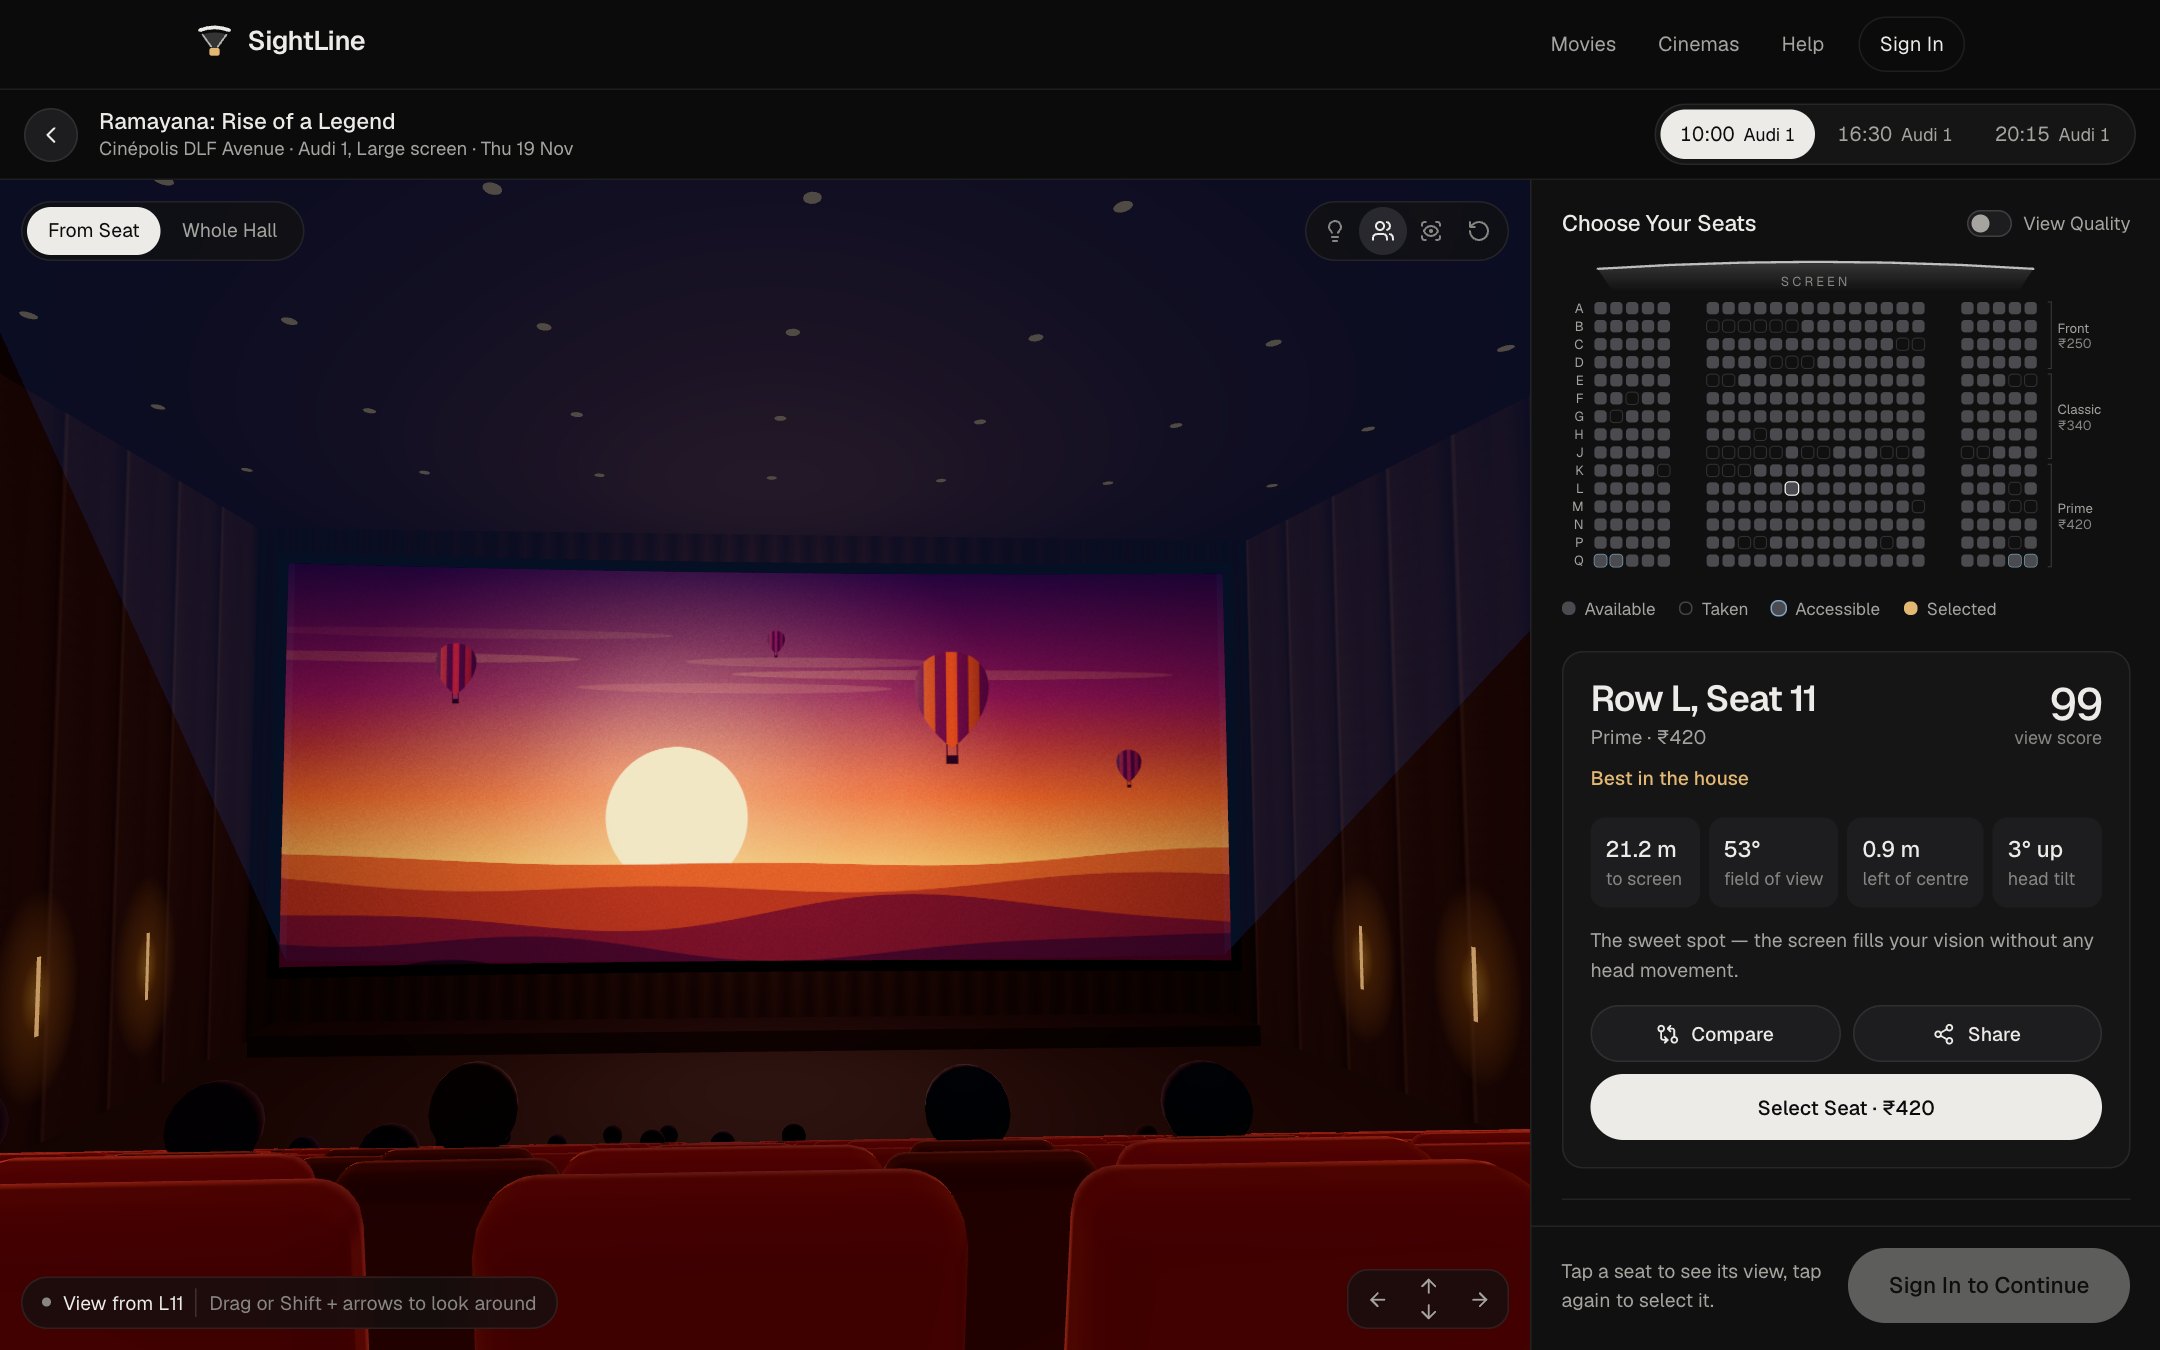 SightLine
Movies
Cinemas
Help
Sign In
Ramayana: Rise of a Legend
Cinépolis DLF Avenue · Audi 1, Large screen · Thu 19 Nov
10:00 Audi 1
16:30 Audi 1
20:15 Audi 1
From Seat
Whole Hall
Choose Your Seats
View Quality
SCREEN
A
B
C
D
E
F
G
H
J
K
L
M
N
P
Q
Front
₹250
Classic
₹340
Prime
₹420
Available
Taken
Accessible
Selected
Row L, Seat 11
Prime · ₹420
99
view score
Best in the house
21.2 m
to screen
53°
field of view
0.9 m
left of centre
3° up
head tilt
The sweet spot — the screen fills your vision without any
head movement.
Compare
Share
Select Seat · ₹420
View from L11
Drag or Shift + arrows to look around
Tap a seat to see its view, tap
again to select it.
Sign In to Continue